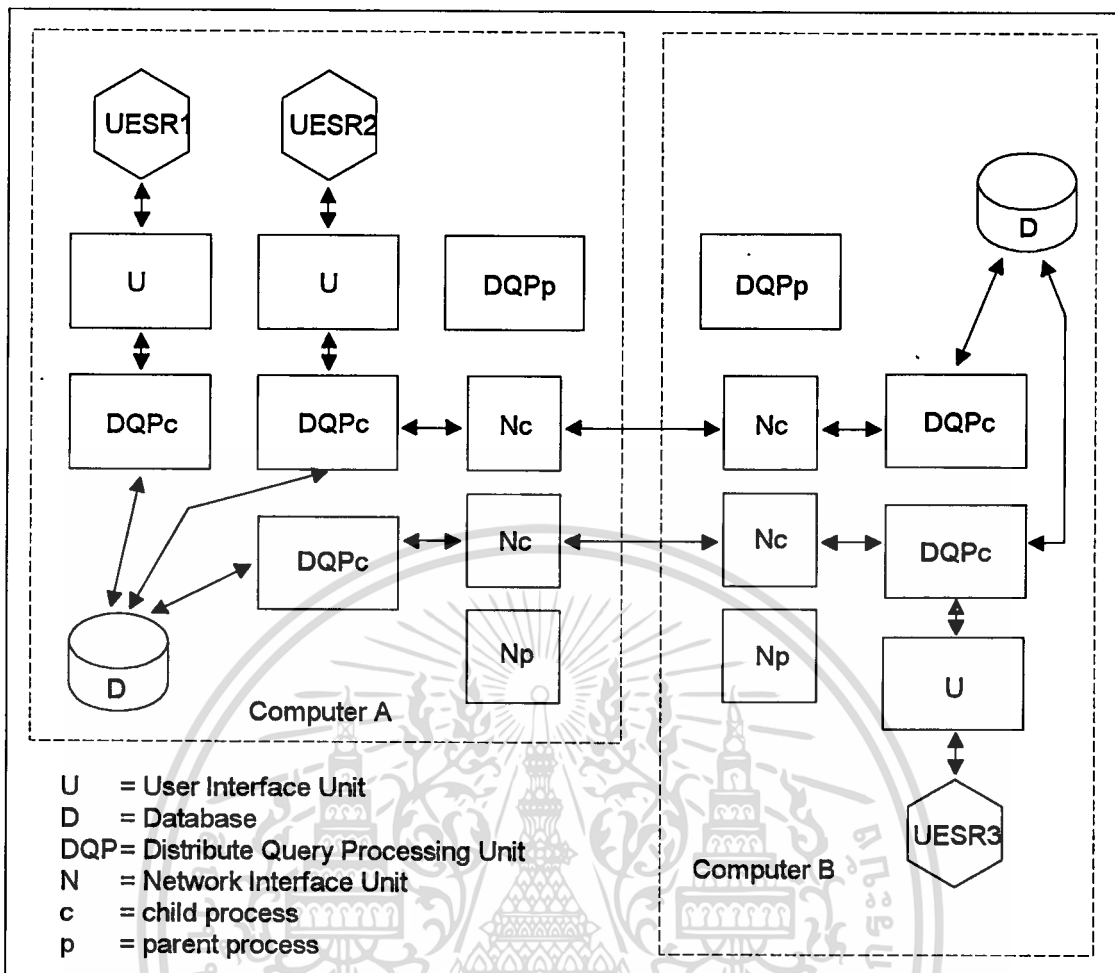 UESR1
UESR2
D
U
U
DQPp
DQPp
DQPc
DQPc
Nc
Nc
DQPc
DQPc
Nc
Nc
DQPc
D
Np
Np
U
Computer A
UESR3
Computer B
U = User Interface Unit
D = Database
DQP= Distribute Query Processing Unit
N = Network Interface Unit
c = child process
p = parent process